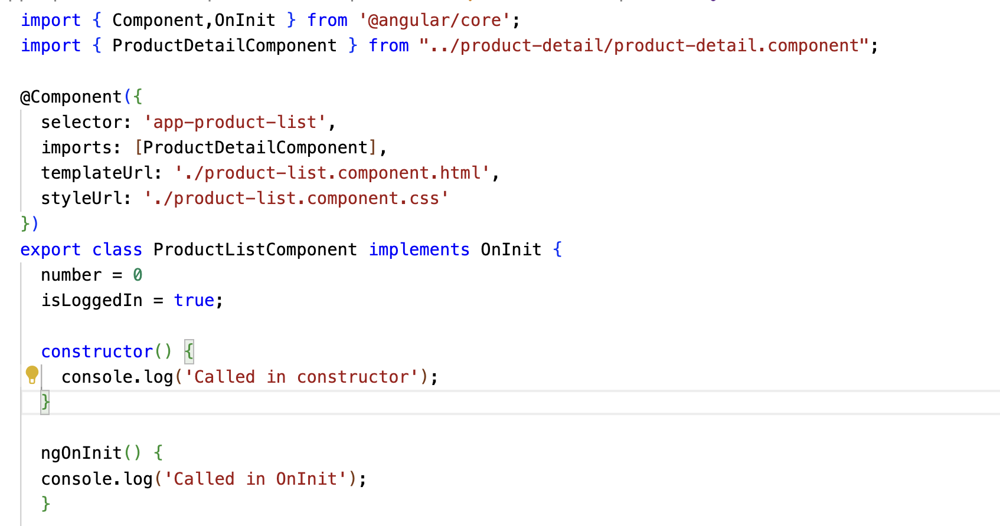 import { Component,OnInit } from '@angular/core';
import { ProductDetailComponent } from "../product-detail/product-detail.component";
@Component({
selector: 'app-product-list',
imports: [ProductDetailComponent],
templateUrl: './product-list.component.html',
styleUrl: './product-list.component.css'
})
export class ProductListComponent implements OnInit {
number = 0
isLoggedIn = true;
constructor() {
console.log('Called in constructor');
}
ngOnInit() {
console.log('Called in OnInit');
}